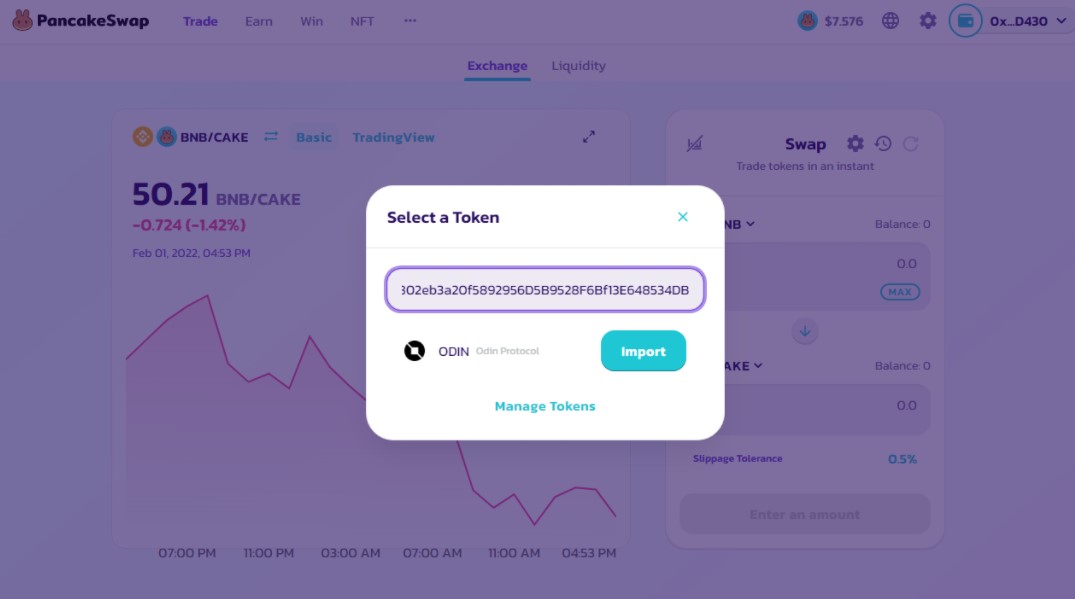 PancakeSwap Trade Earn Win NFT ··· $7.576 0x...D430
Exchange Liquidity
BNB/CAKE Basic TradingView
50.21 BNB/CAKE
-0.724 (-1.42%)
Feb 01, 2022, 04:53 PM
07:00 PM 11:00 PM 03:00 AM 07:00 AM 11:00 AM 04:53 PM
Select a Token
302eb3a20f5892956D5B9528F6Bf13E648534DB
ODIN Odin Protocol Import
Manage Tokens
Swap
Trade tokens in an instant
NB Balance: 0
0.0
MAX
AKE Balance: 0
0.0
Slippage Tolerance 0.5%
Enter an amount